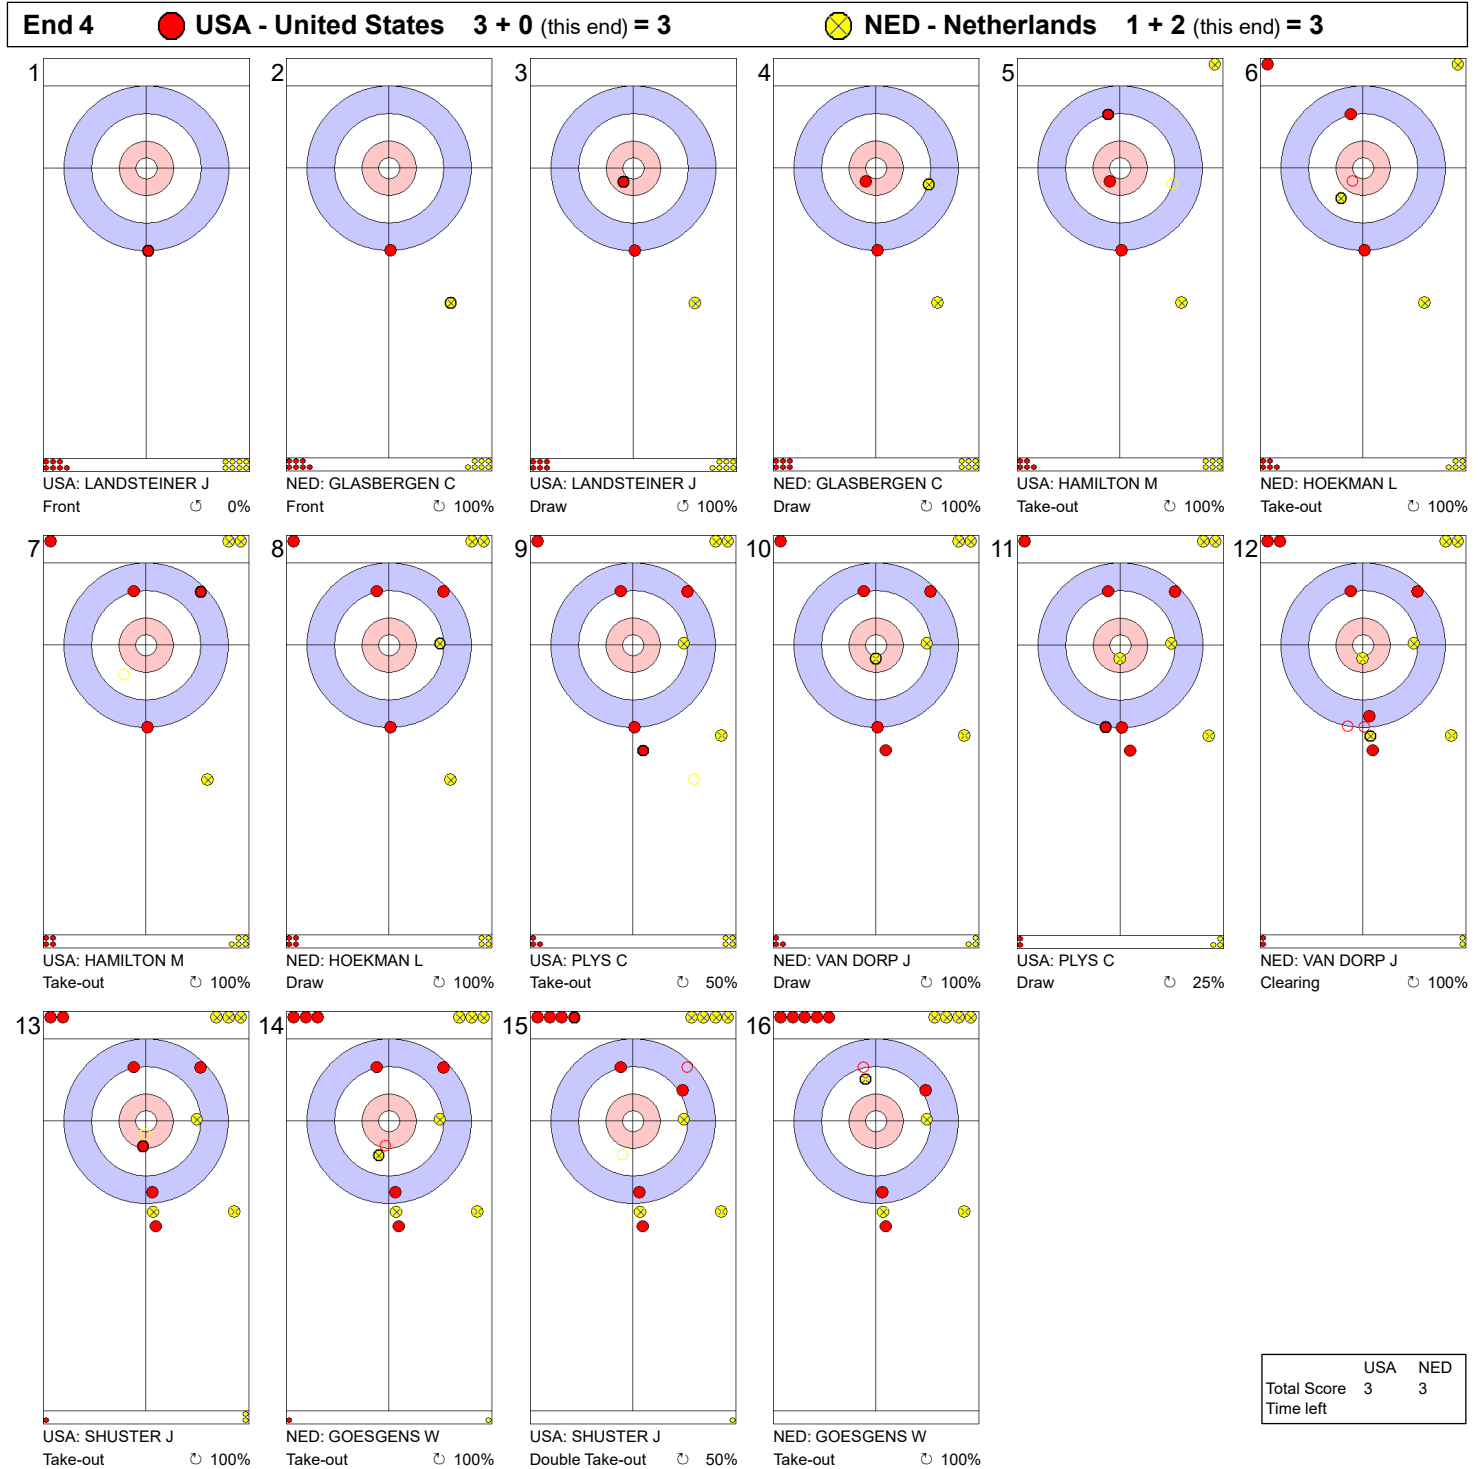 End 4 USA - United States 3 + 0 (this end) = 3 NED - Netherlands 1 + 2 (this end) = 3
1 2 3 4 5 6
USA: LANDSTEINER J NED: GLASBERGEN C USA: LANDSTEINER J NED: GLASBERGEN C USA: HAMILTON M NED: HOEKMAN L
Front ↺ 0% Front ↻ 100% Draw ↻ 100% Draw ↻ 100% Take-out ↻ 100% Take-out ↻ 100%
7 8 9 10 11 12
USA: HAMILTON M NED: HOEKMAN L USA: PLYS C NED: VAN DORP J USA: PLYS C NED: VAN DORP J
Take-out ↻ 100% Draw ↻ 100% Take-out ↻ 50% Draw ↻ 100% Draw ↻ 25% Clearing ↻ 100%
13 14 15 16
USA: SHUSTER J NED: GOESGENS W USA: SHUSTER J NED: GOESGENS W
Take-out ↻ 100% Take-out ↻ 100% Double Take-out ↻ 50% Take-out ↻ 100%
USA NED
Total Score 3 3
Time left